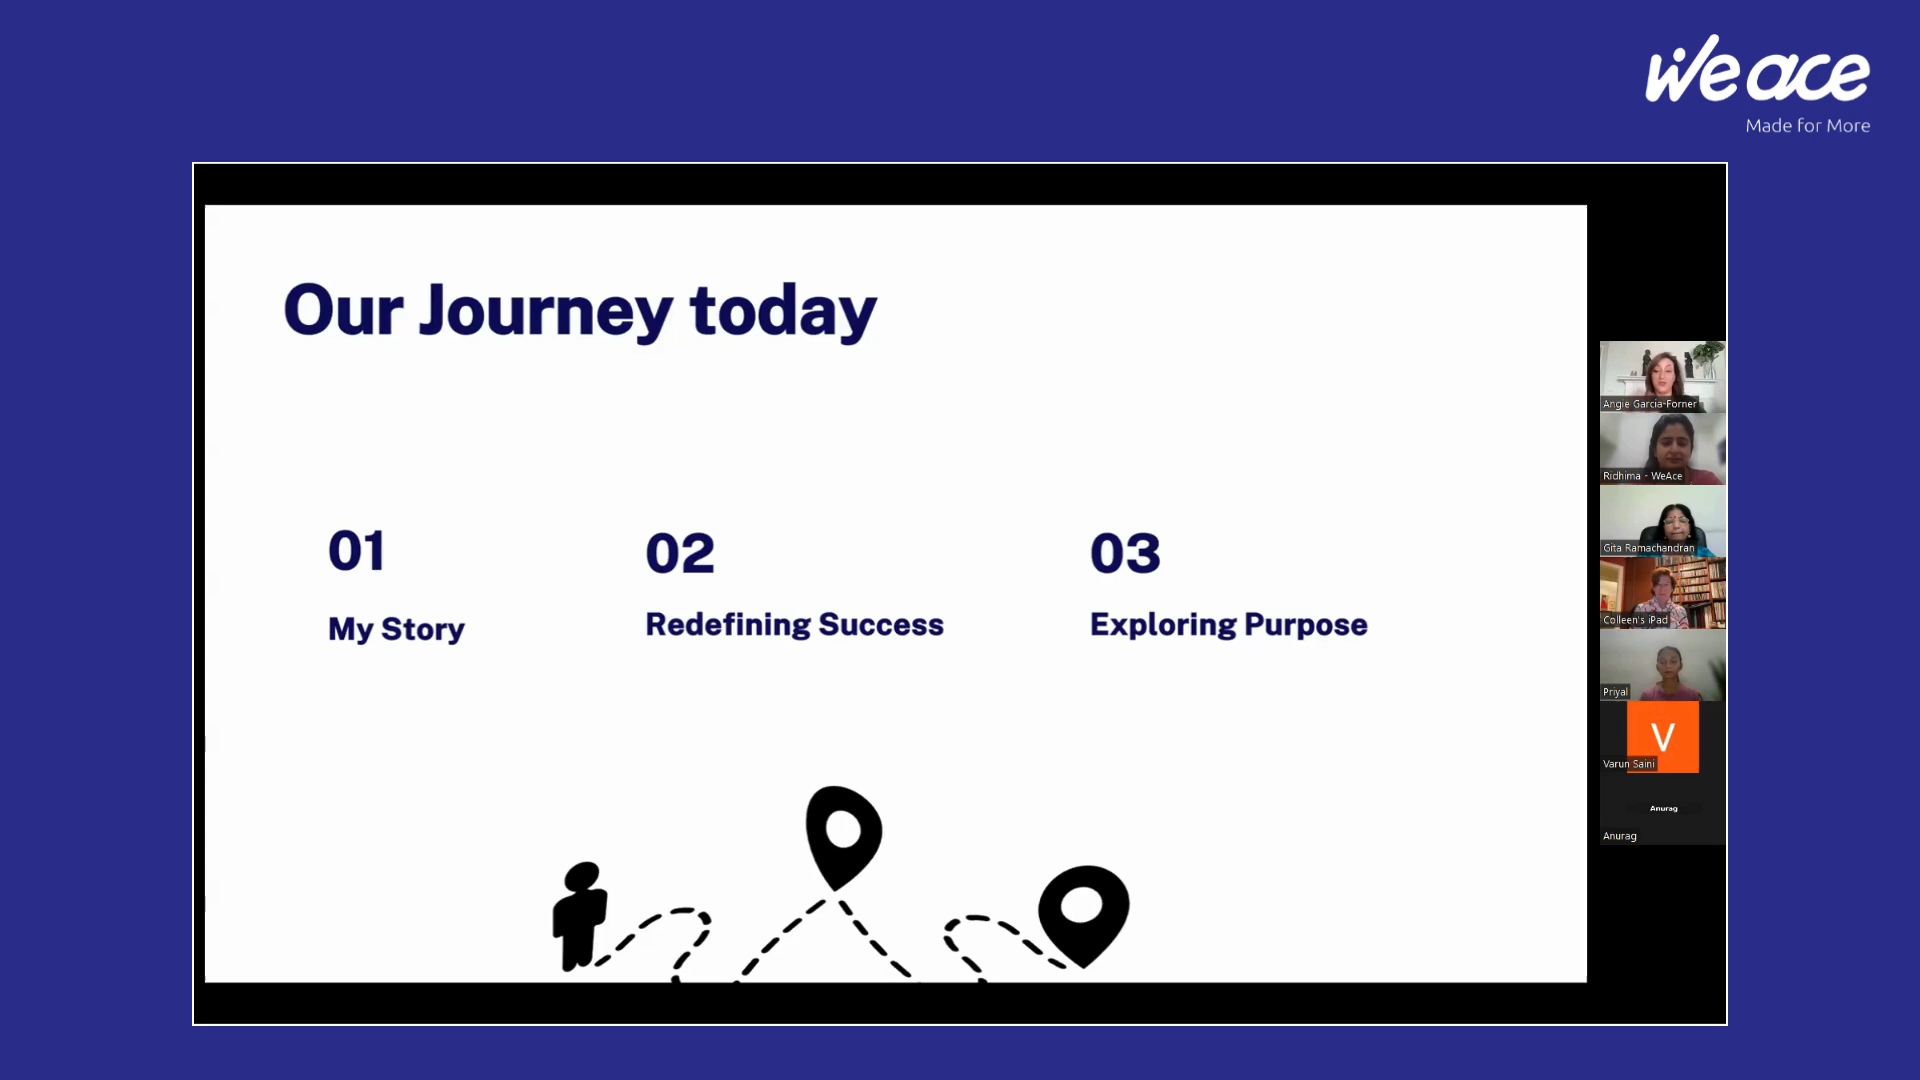 Weace
Made for More
Our Journey today
01
My Story
02
Redefining Success
03
Exploring Purpose
Angie Garcia-Forner
Ridhima - WeAce
Gita Ramachandran
Colleen's iPad
Priyal
V
Varun Saini
Anurag
Anurag